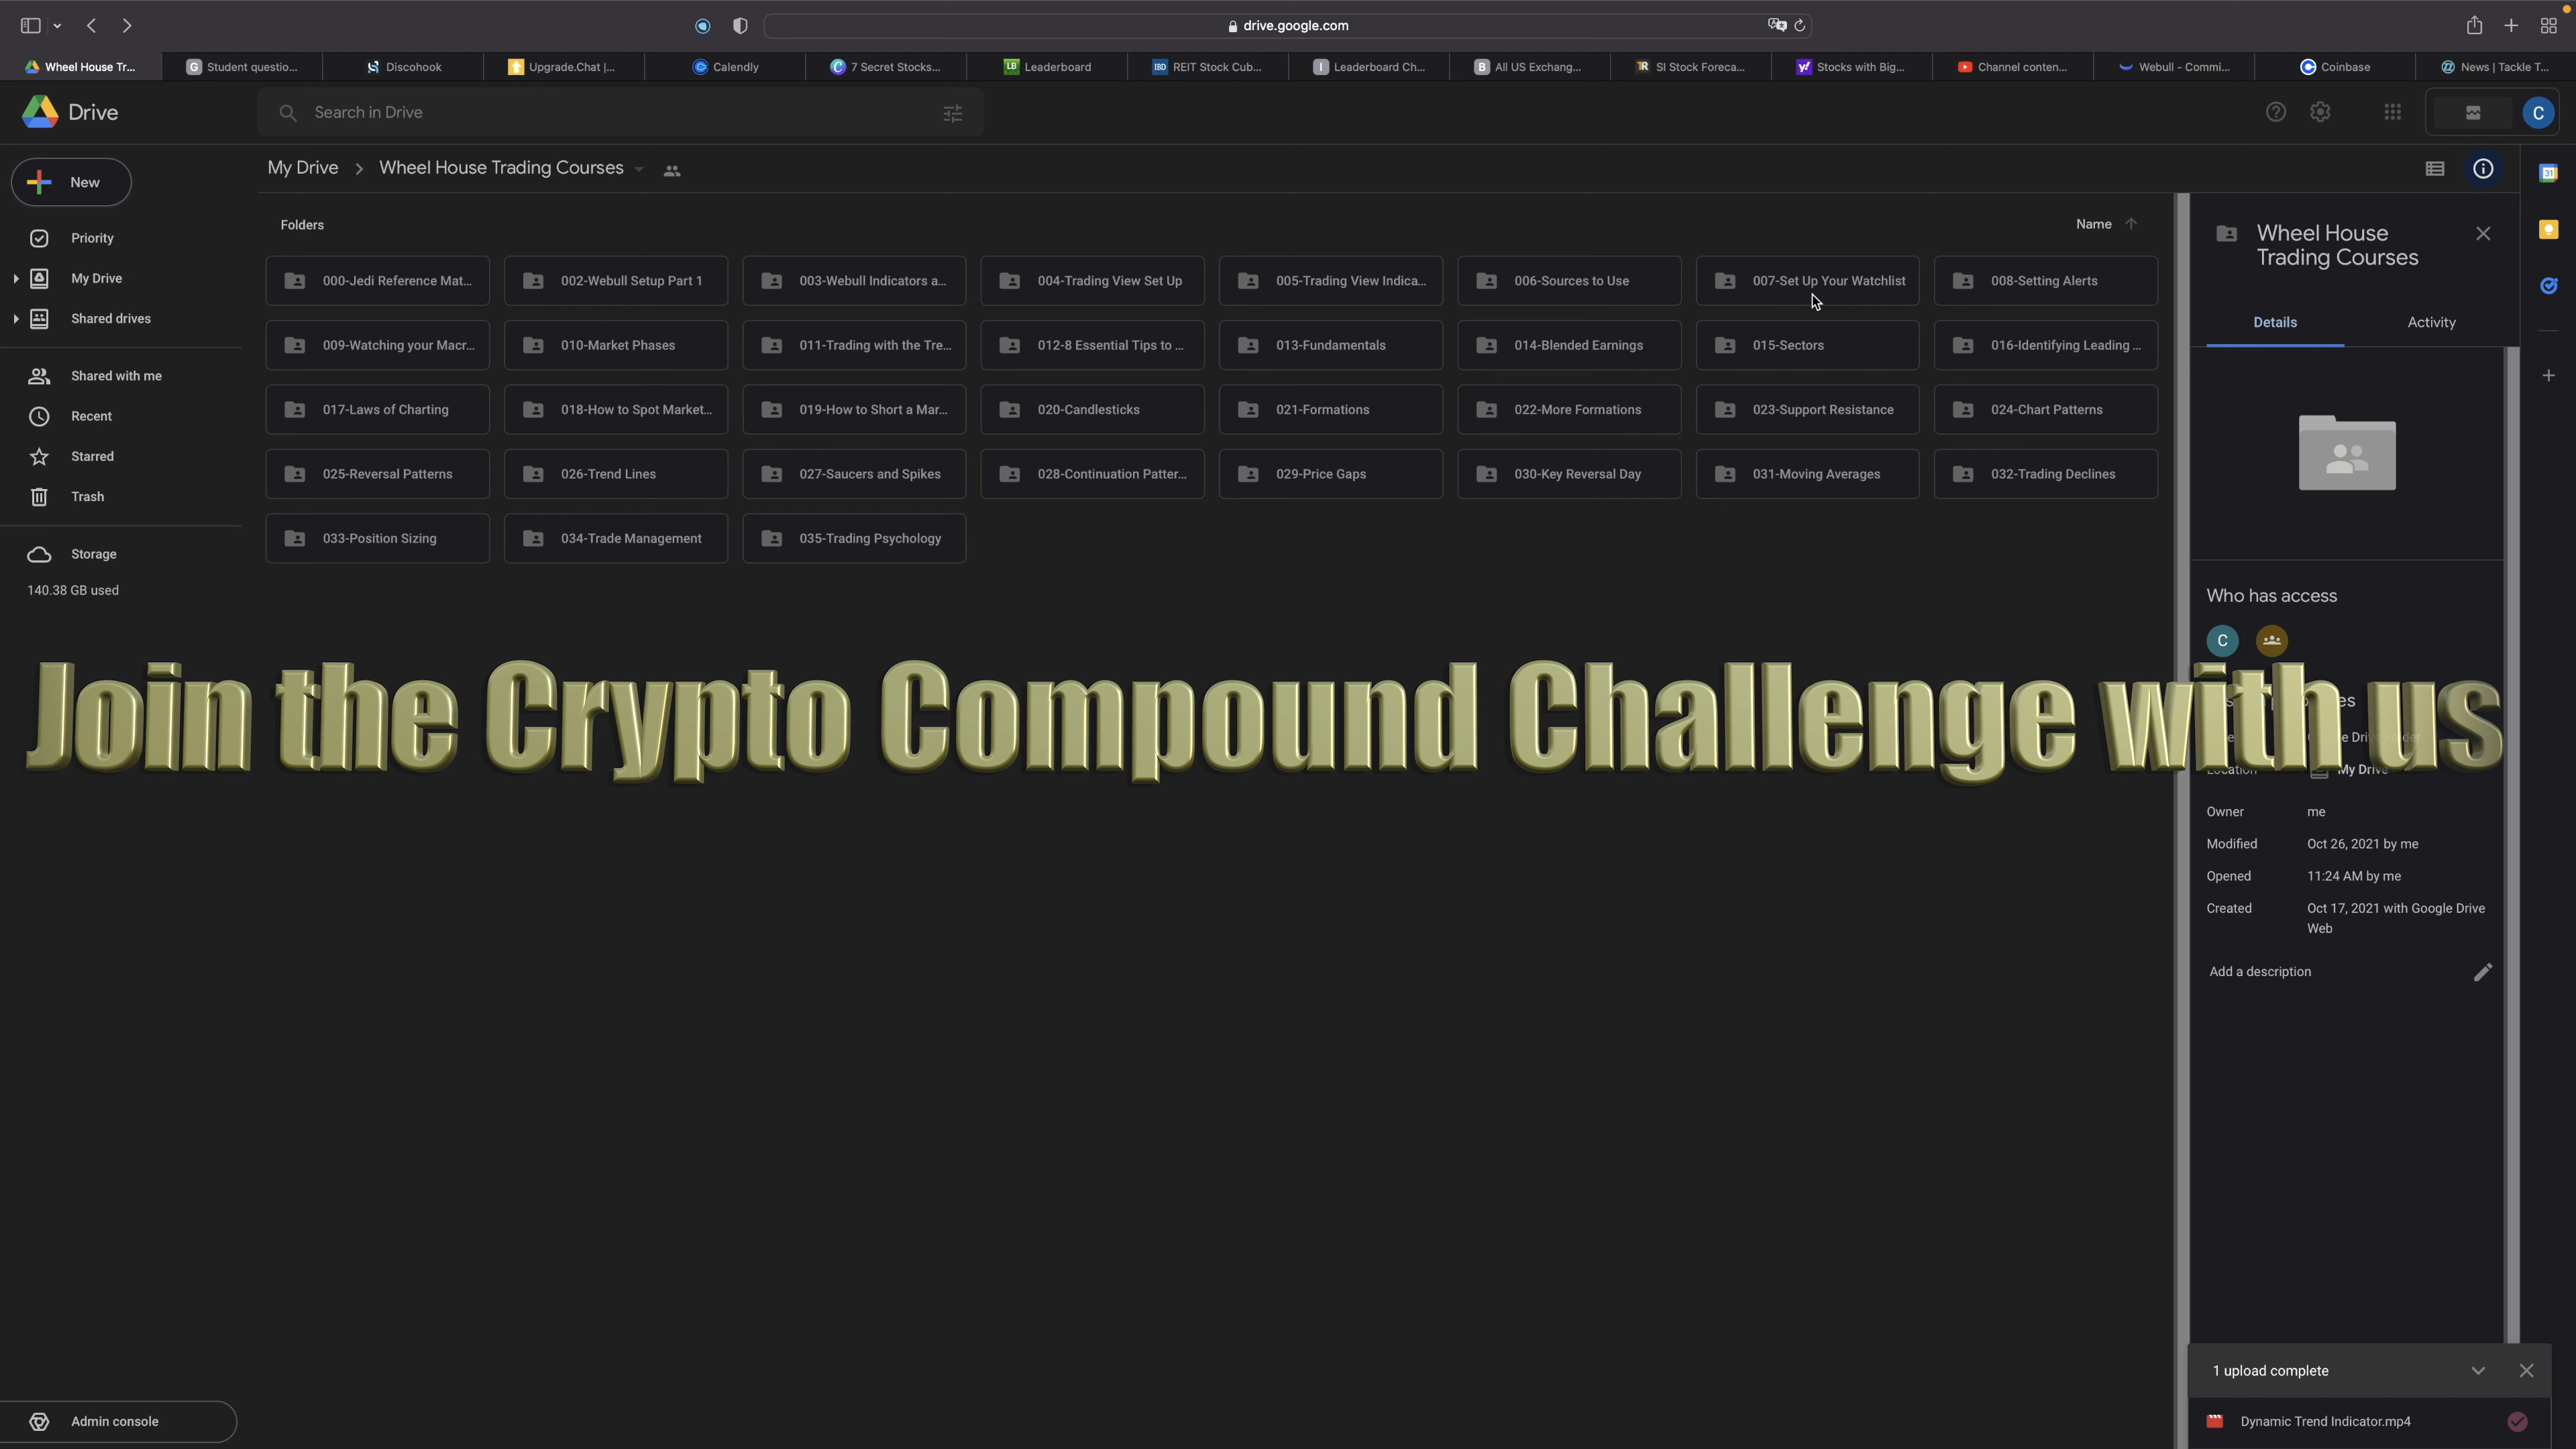 drive.google.com
Wheel House Tr...
Student questio...
Discohook
Upgrade.Chat |...
Calendly
7 Secret Stocks...
Leaderboard
REIT Stock Cub...
Leaderboard Ch...
All US Exchang...
SI Stock Foreca...
Stocks with Big...
Channel conten...
Webull - Commi...
Coinbase
News | Tackle T...
Drive
Search in Drive
C
New
My Drive > Wheel House Trading Courses
Priority
My Drive
Shared drives
Shared with me
Recent
Starred
Trash
Storage
140.38 GB used
Folders
Name
000-Jedi Reference Mat...
002-Webull Setup Part 1
003-Webull Indicators a...
004-Trading View Set Up
005-Trading View Indica...
006-Sources to Use
007-Set Up Your Watchlist
008-Setting Alerts
009-Watching your Macr...
010-Market Phases
011-Trading with the Tre...
012-8 Essential Tips to ...
013-Fundamentals
014-Blended Earnings
015-Sectors
016-Identifying Leading ...
017-Laws of Charting
018-How to Spot Market...
019-How to Short a Mar...
020-Candlesticks
021-Formations
022-More Formations
023-Support Resistance
024-Chart Patterns
025-Reversal Patterns
026-Trend Lines
027-Saucers and Spikes
028-Continuation Patter...
029-Price Gaps
030-Key Reversal Day
031-Moving Averages
032-Trading Declines
033-Position Sizing
034-Trade Management
035-Trading Psychology
Join the Crypto Compound Challenge with us
Wheel House
Trading Courses
Details
Activity
Who has access
C
Location My Drive
Owner me
Modified Oct 26, 2021 by me
Opened 11:24 AM by me
Created Oct 17, 2021 with Google Drive
Web
Add a description
1 upload complete
Dynamic Trend Indicator.mp4
Admin console